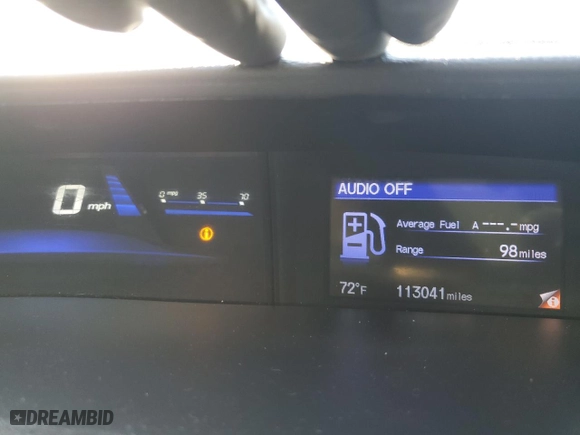 0 mph
0 MPG 35 70
AUDIO OFF
Average Fuel A ---.- mpg
Range 98 miles
72°F 113041 miles
DREAMBID